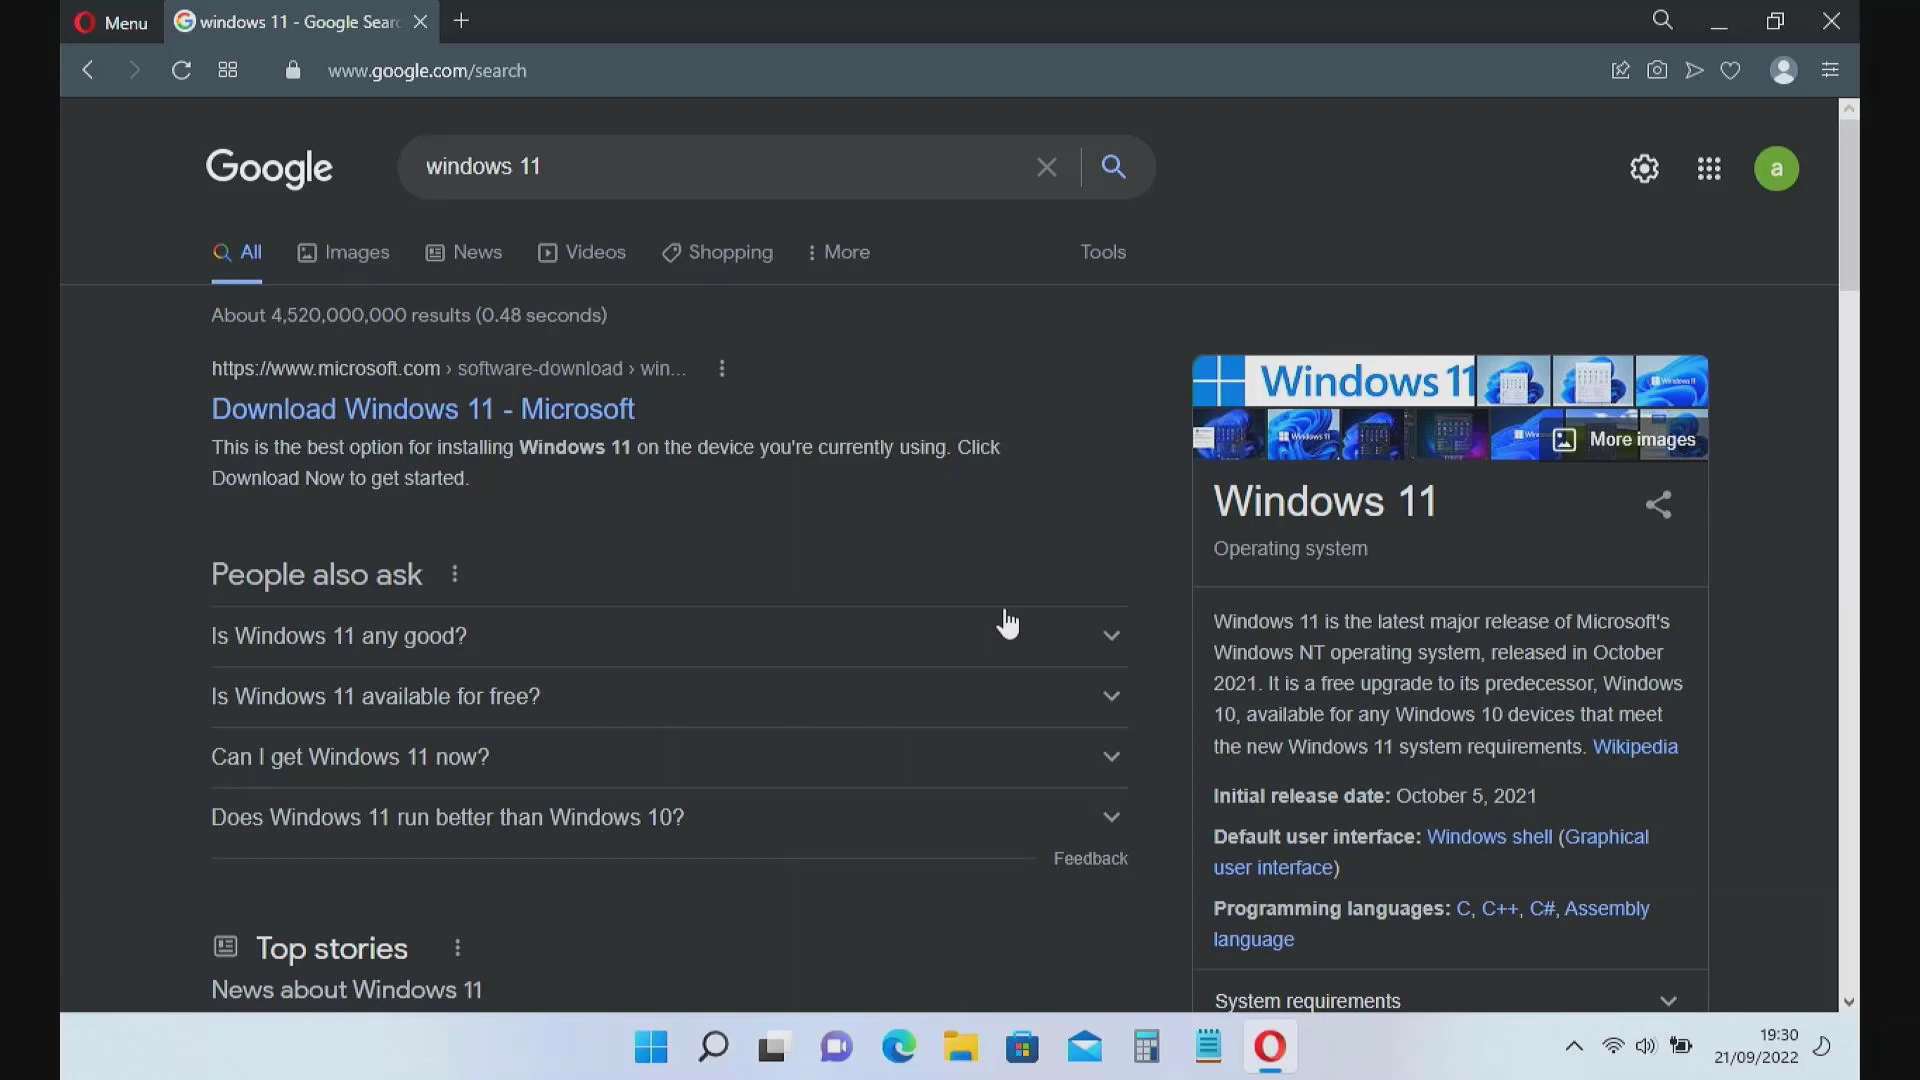 Menu
windows 11 - Google Sear
www.google.com/search
Google
windows 11
a
All
Images
News
Videos
Shopping
More
Tools
About 4,520,000,000 results (0.48 seconds)
https://www.microsoft.com › software-download › win...
Download Windows 11 - Microsoft
This is the best option for installing Windows 11 on the device you're currently using. Click
Download Now to get started.
People also ask
Is Windows 11 any good?
Is Windows 11 available for free?
Can I get Windows 11 now?
Does Windows 11 run better than Windows 10?
Feedback
Top stories
News about Windows 11
Windows 11
More images
Windows 11
Operating system
Windows 11 is the latest major release of Microsoft's
Windows NT operating system, released in October
2021. It is a free upgrade to its predecessor, Windows
10, available for any Windows 10 devices that meet
the new Windows 11 system requirements. Wikipedia
Initial release date: October 5, 2021
Default user interface: Windows shell (Graphical
user interface)
Programming languages: C, C++, C#, Assembly
language
System requirements
19:30
21/09/2022